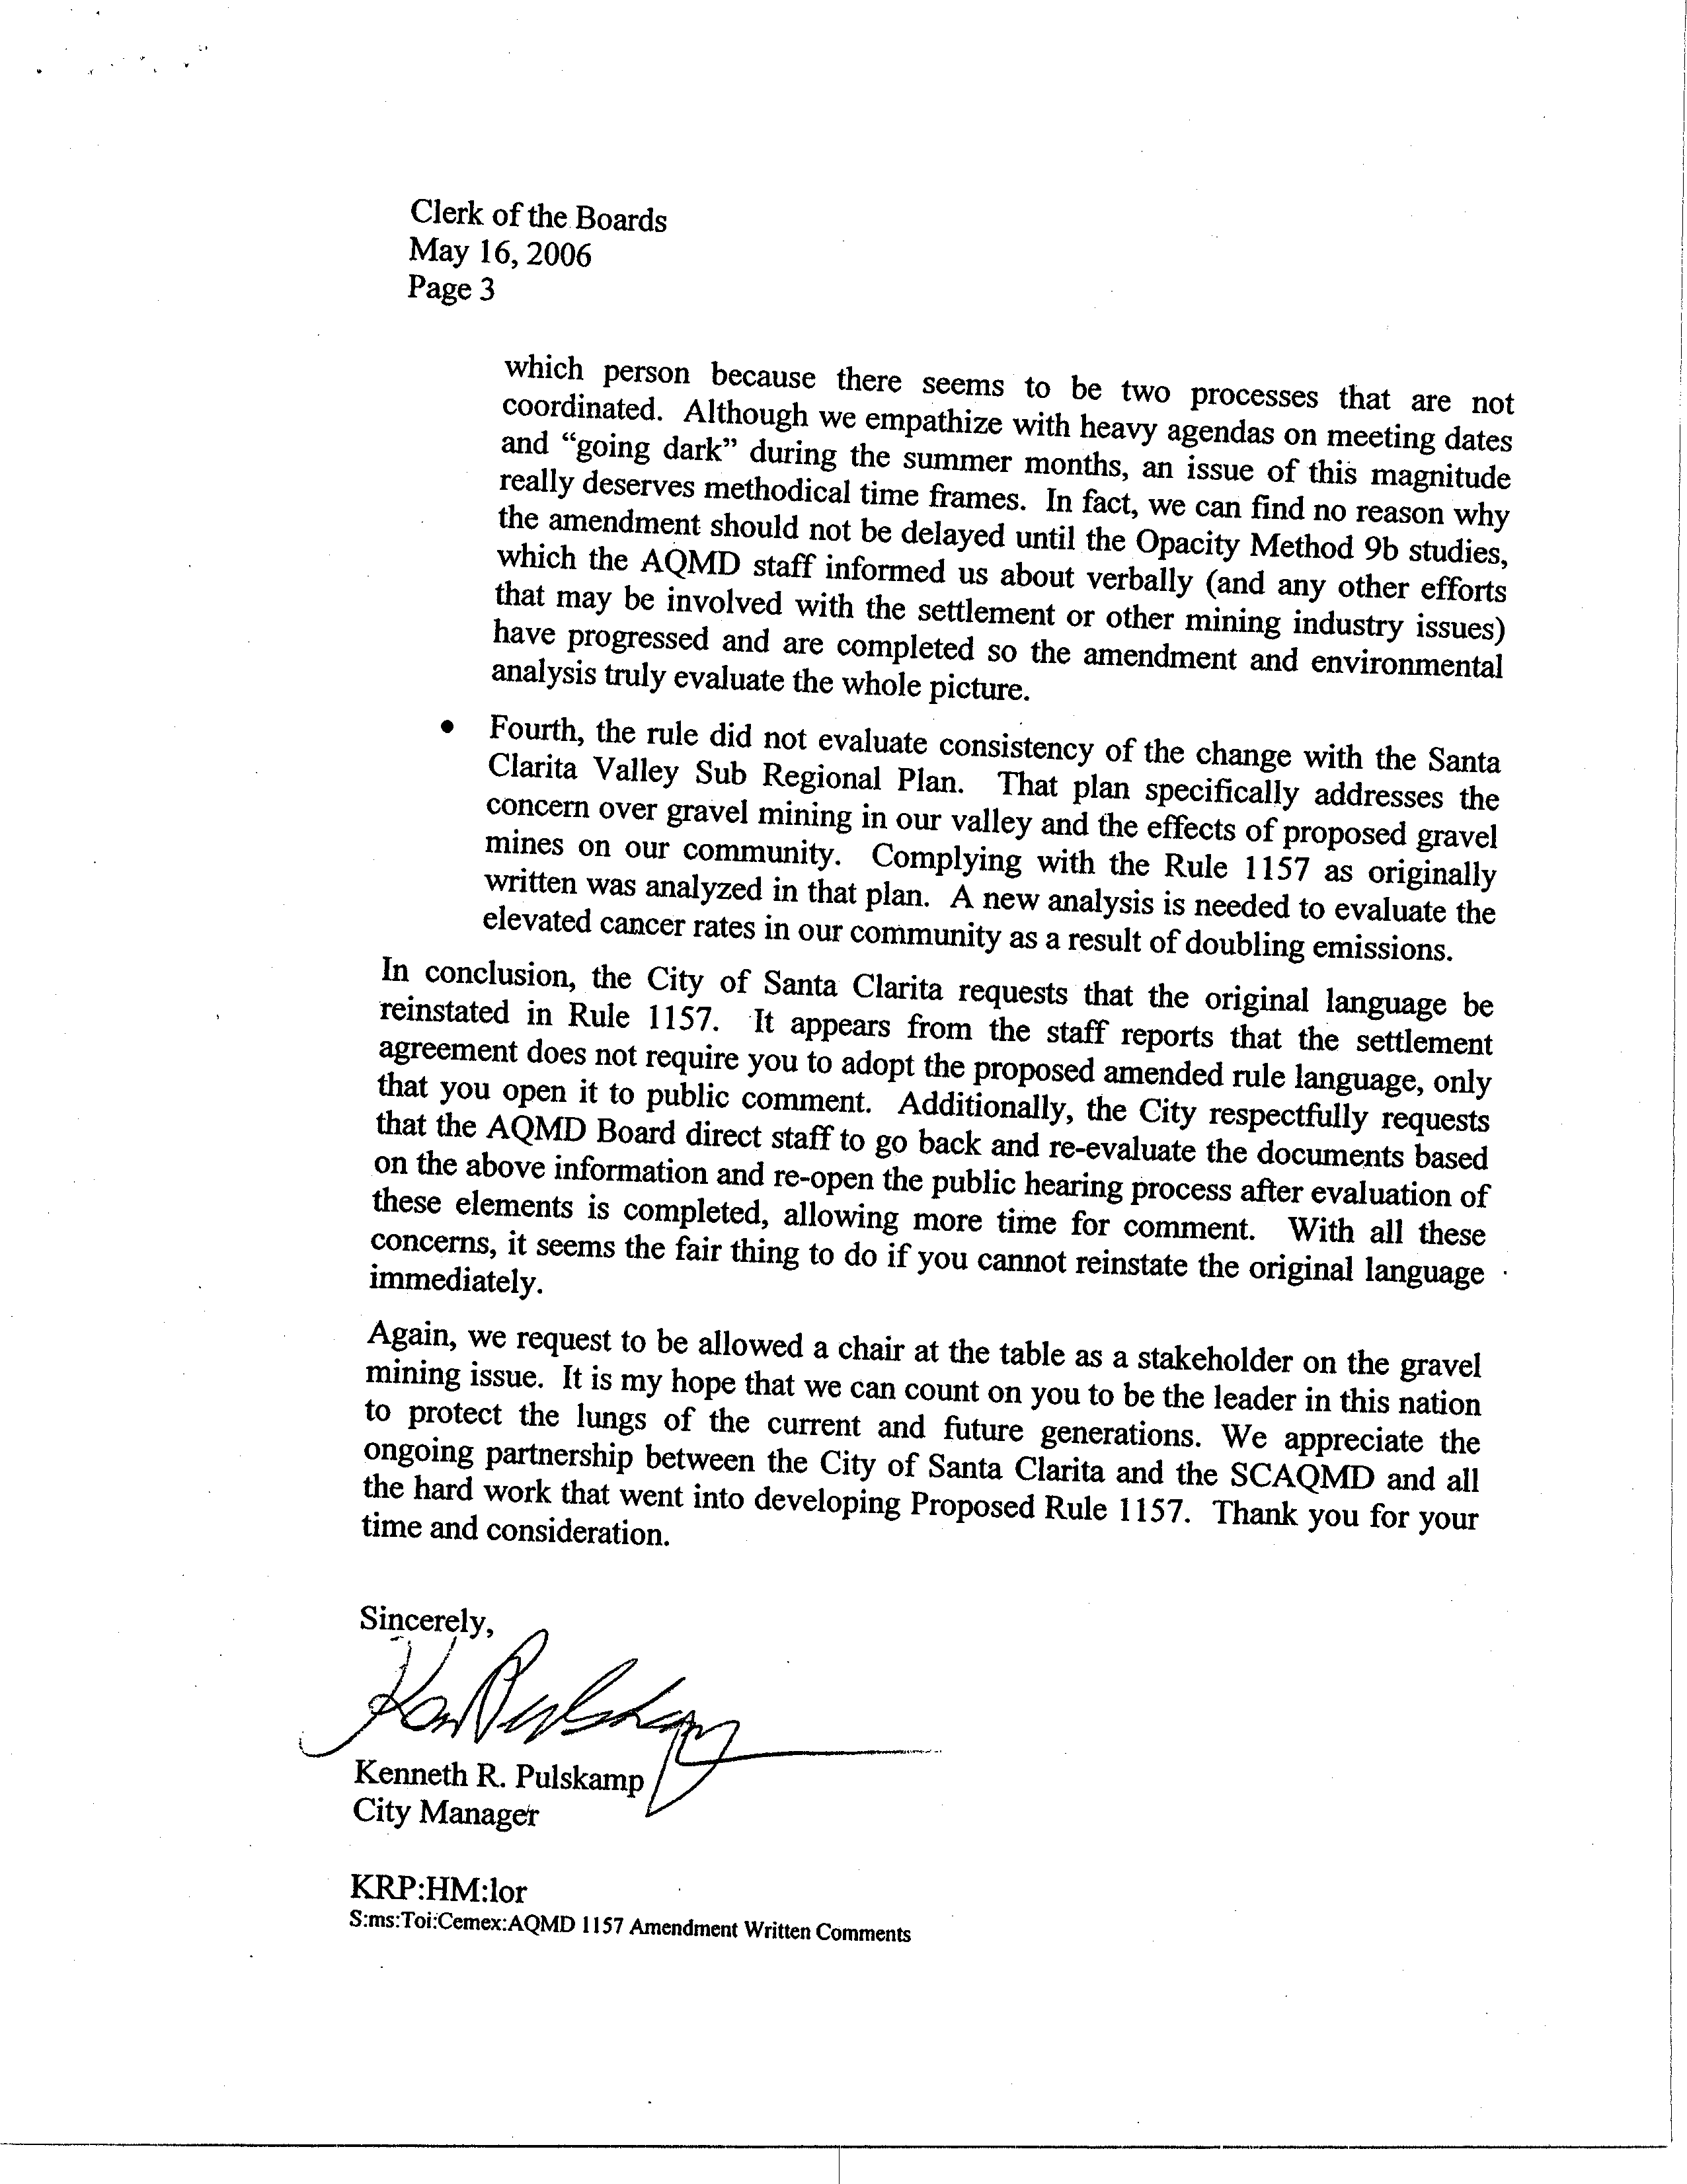 Clerk of the Boards
May 16, 2006
Page 3
which person because there seems to be two processes that are not
coordinated. Although we empathize with heavy agendas on meeting dates
and “going dark” during the summer months, an issue of this magnitude
really deserves methodical time frames. In fact, we can find no reason why
the amendment should not be delayed until the Opacity Method 9b studies,
which the AQMD staff informed us about verbally (and any other efforts
that may be involved with the settlement or other mining industry issues)
have progressed and are completed so the amendment and environmental
analysis truly evaluate the whole picture.
• Fourth, the rule did not evaluate consistency of the change with the Santa
Clarita Valley Sub Regional Plan. That plan specifically addresses the
concern over gravel mining in our valley and the effects of proposed gravel
mines on our community. Complying with the Rule 1157 as originally
written was analyzed in that plan. A new analysis is needed to evaluate the
elevated cancer rates in our community as a result of doubling emissions.
In conclusion, the City of Santa Clarita requests that the original language be
reinstated in Rule 1157. It appears from the staff reports that the settlement
agreement does not require you to adopt the proposed amended rule language, only
that you open it to public comment. Additionally, the City respectfully requests
that the AQMD Board direct staff to go back and re-evaluate the documents based
on the above information and re-open the public hearing process after evaluation of
these elements is completed, allowing more time for comment. With all these
concerns, it seems the fair thing to do if you cannot reinstate the original language
immediately.
Again, we request to be allowed a chair at the table as a stakeholder on the gravel
mining issue. It is my hope that we can count on you to be the leader in this nation
to protect the lungs of the current and future generations. We appreciate the
ongoing partnership between the City of Santa Clarita and the SCAQMD and all
the hard work that went into developing Proposed Rule 1157. Thank you for your
time and consideration.
Sincerely,
Ken Pulskamp
Kenneth R. Pulskamp
City Manager
KRP:HM:lor
S:ms:Toi:Cemex:AQMD 1157 Amendment Written Comments